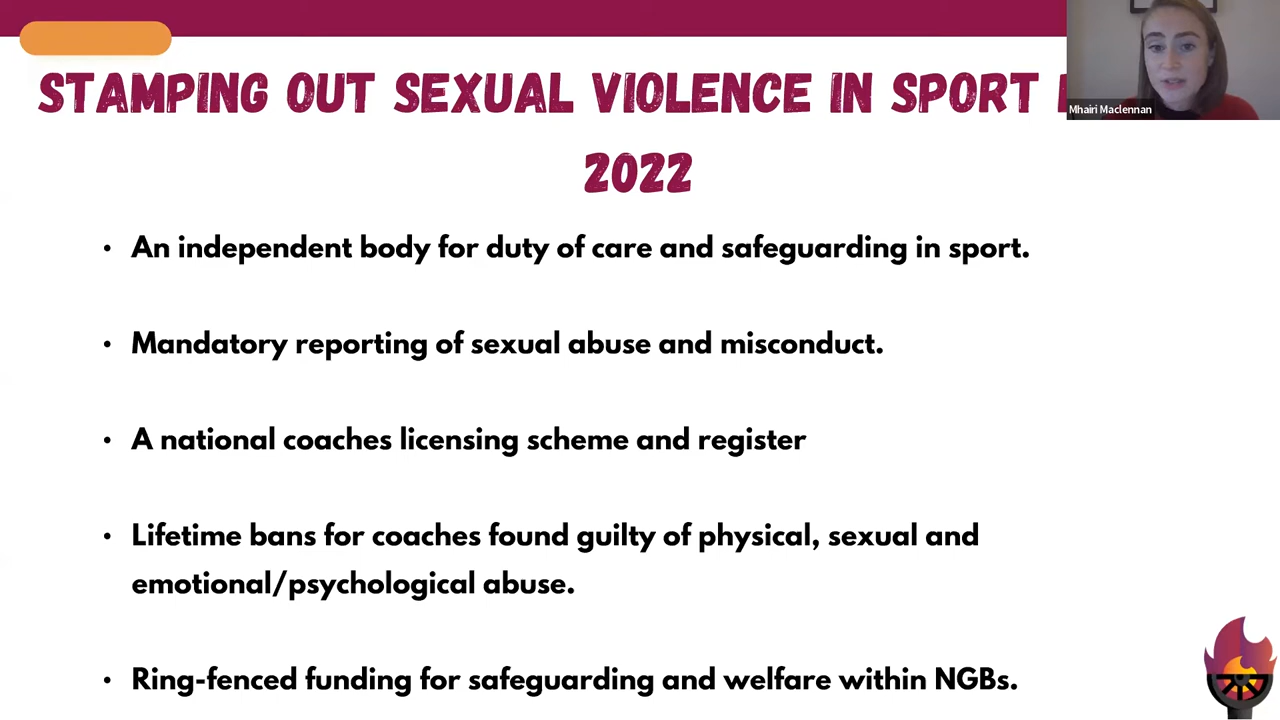 STAMPING OUT SEXUAL VIOLENCE IN SPORT
2022
Mhairi Maclennan
• An independent body for duty of care and safeguarding in sport.
• Mandatory reporting of sexual abuse and misconduct.
• A national coaches licensing scheme and register
• Lifetime bans for coaches found guilty of physical, sexual and
emotional/psychological abuse.
• Ring-fenced funding for safeguarding and welfare within NGBs.